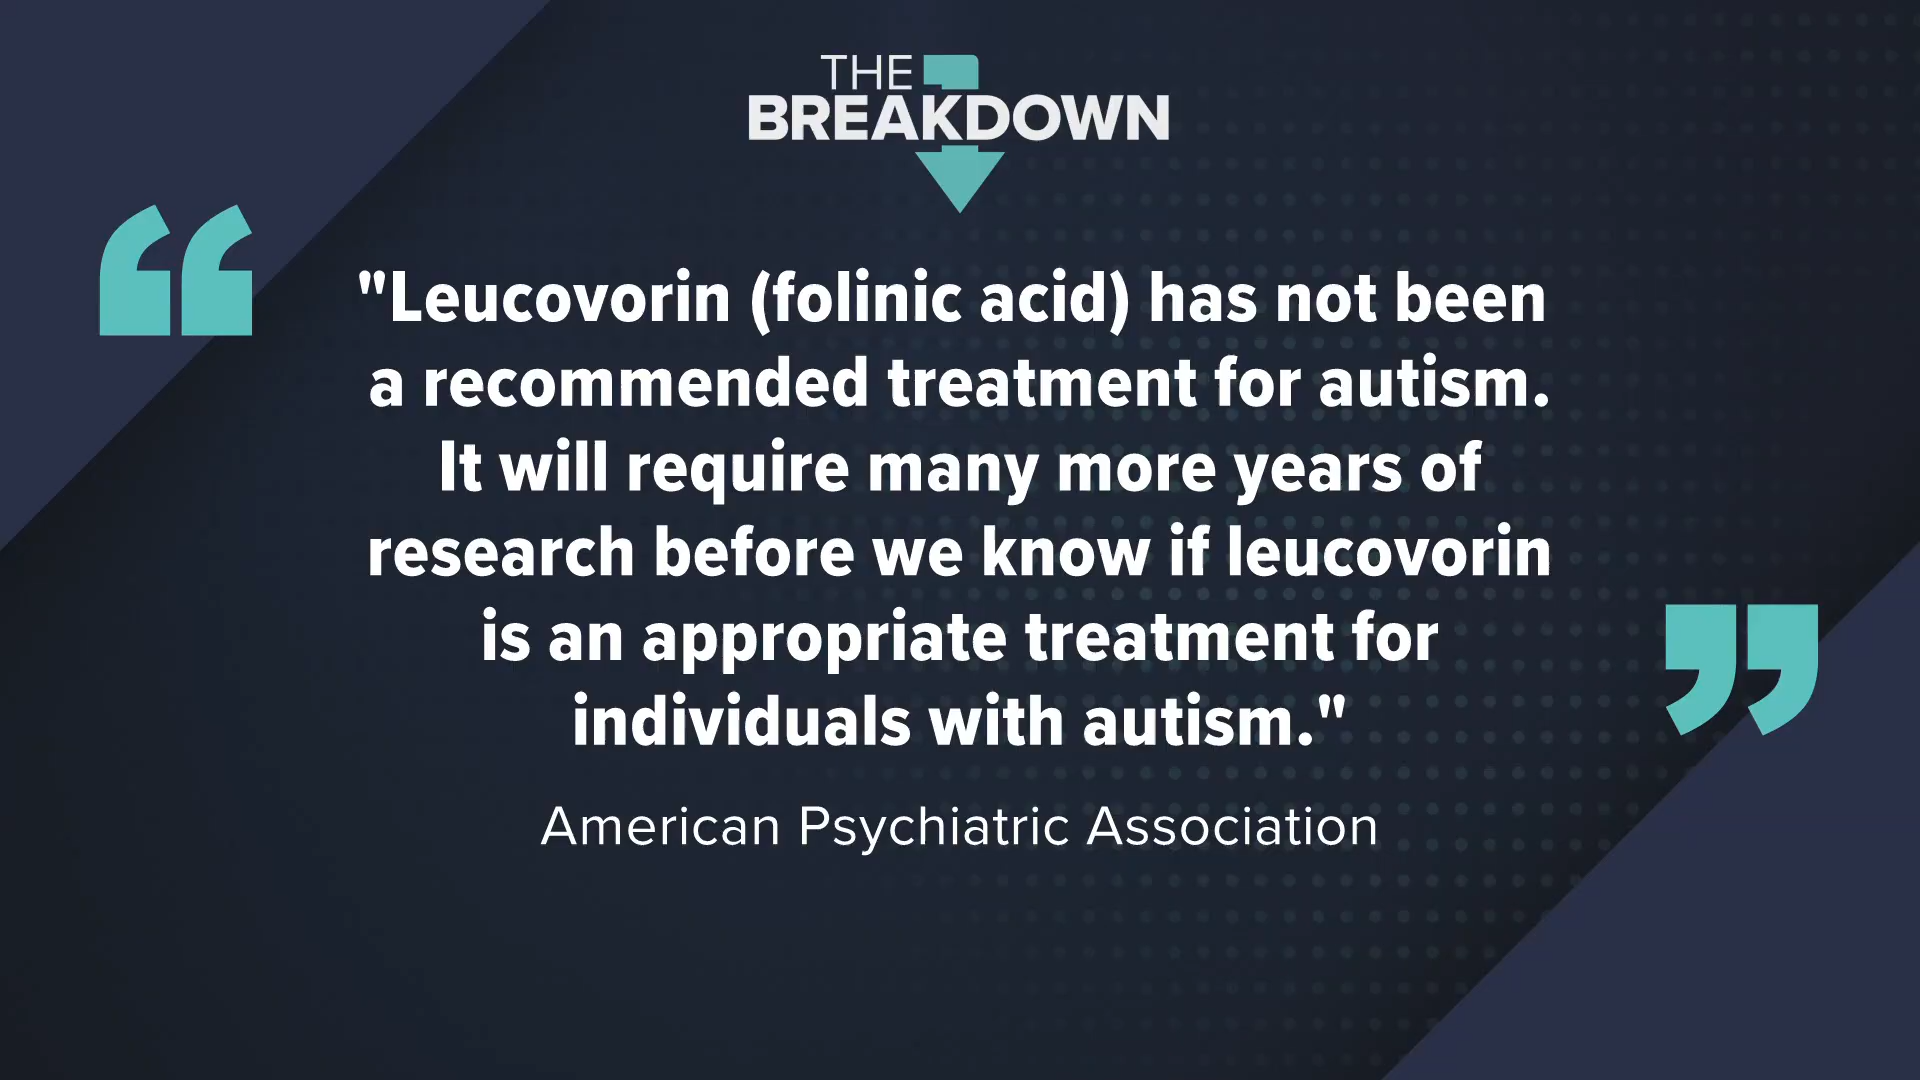 THE
BREAKDOWN
"Leucovorin (folinic acid) has not been
a recommended treatment for autism.
It will require many more years of
research before we know if leucovorin
is an appropriate treatment for
individuals with autism."
American Psychiatric Association